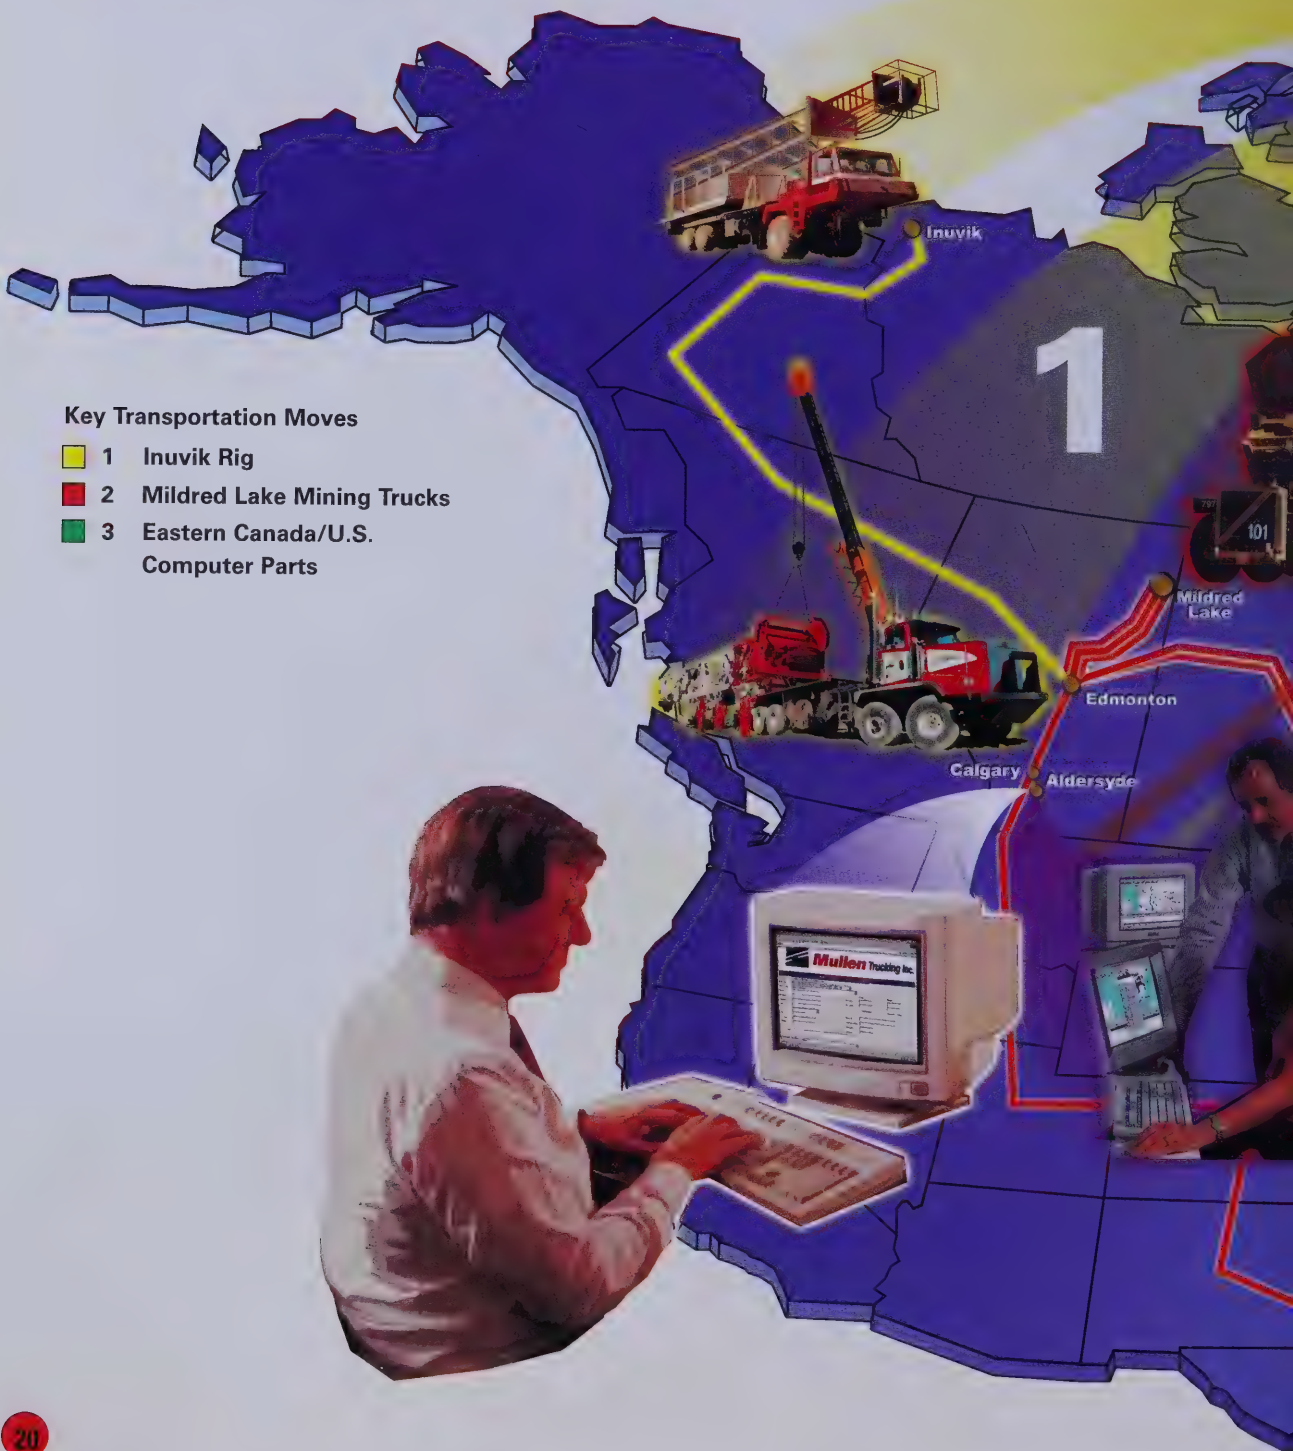 Inuvik
1
Key Transportation Moves
1 Inuvik Rig
2 Mildred Lake Mining Trucks
3 Eastern Canada/U.S.
Computer Parts
797
101
Mildred
Lake
Edmonton
Calgary
Aldersyde
Mullen Trucking Inc.
20